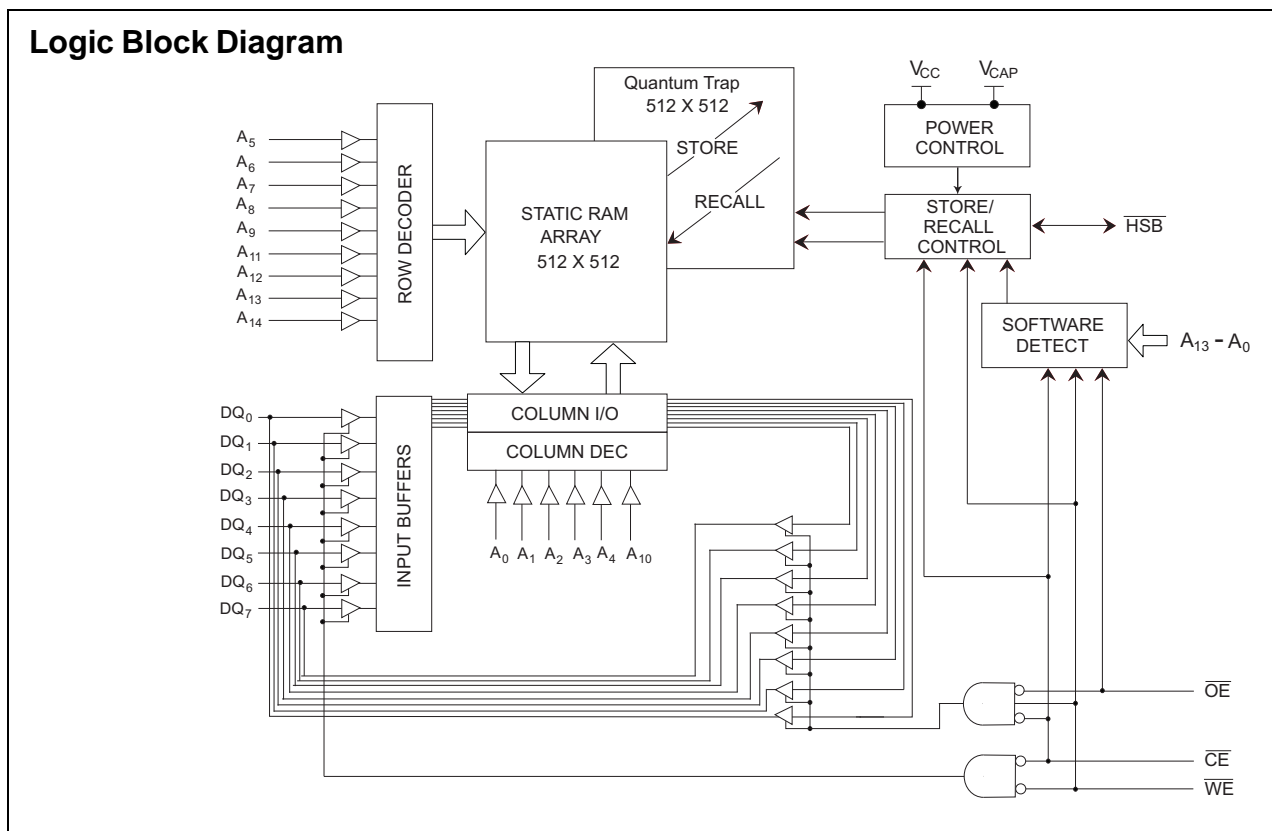 Logic Block Diagram
A5
A6
A7
A8
A9
A11
A12
A13
A14
ROW DECODER
Quantum Trap
512 X 512
STORE
RECALL
STATIC RAM
ARRAY
512 X 512
VCC
VCAP
POWER
CONTROL
STORE/
RECALL
CONTROL
HSB
SOFTWARE
DETECT
A13 - A0
DQ0
DQ1
DQ2
DQ3
DQ4
DQ5
DQ6
DQ7
INPUT BUFFERS
COLUMN I/O
COLUMN DEC
A0 A1 A2 A3 A4 A10
OE
CE
WE